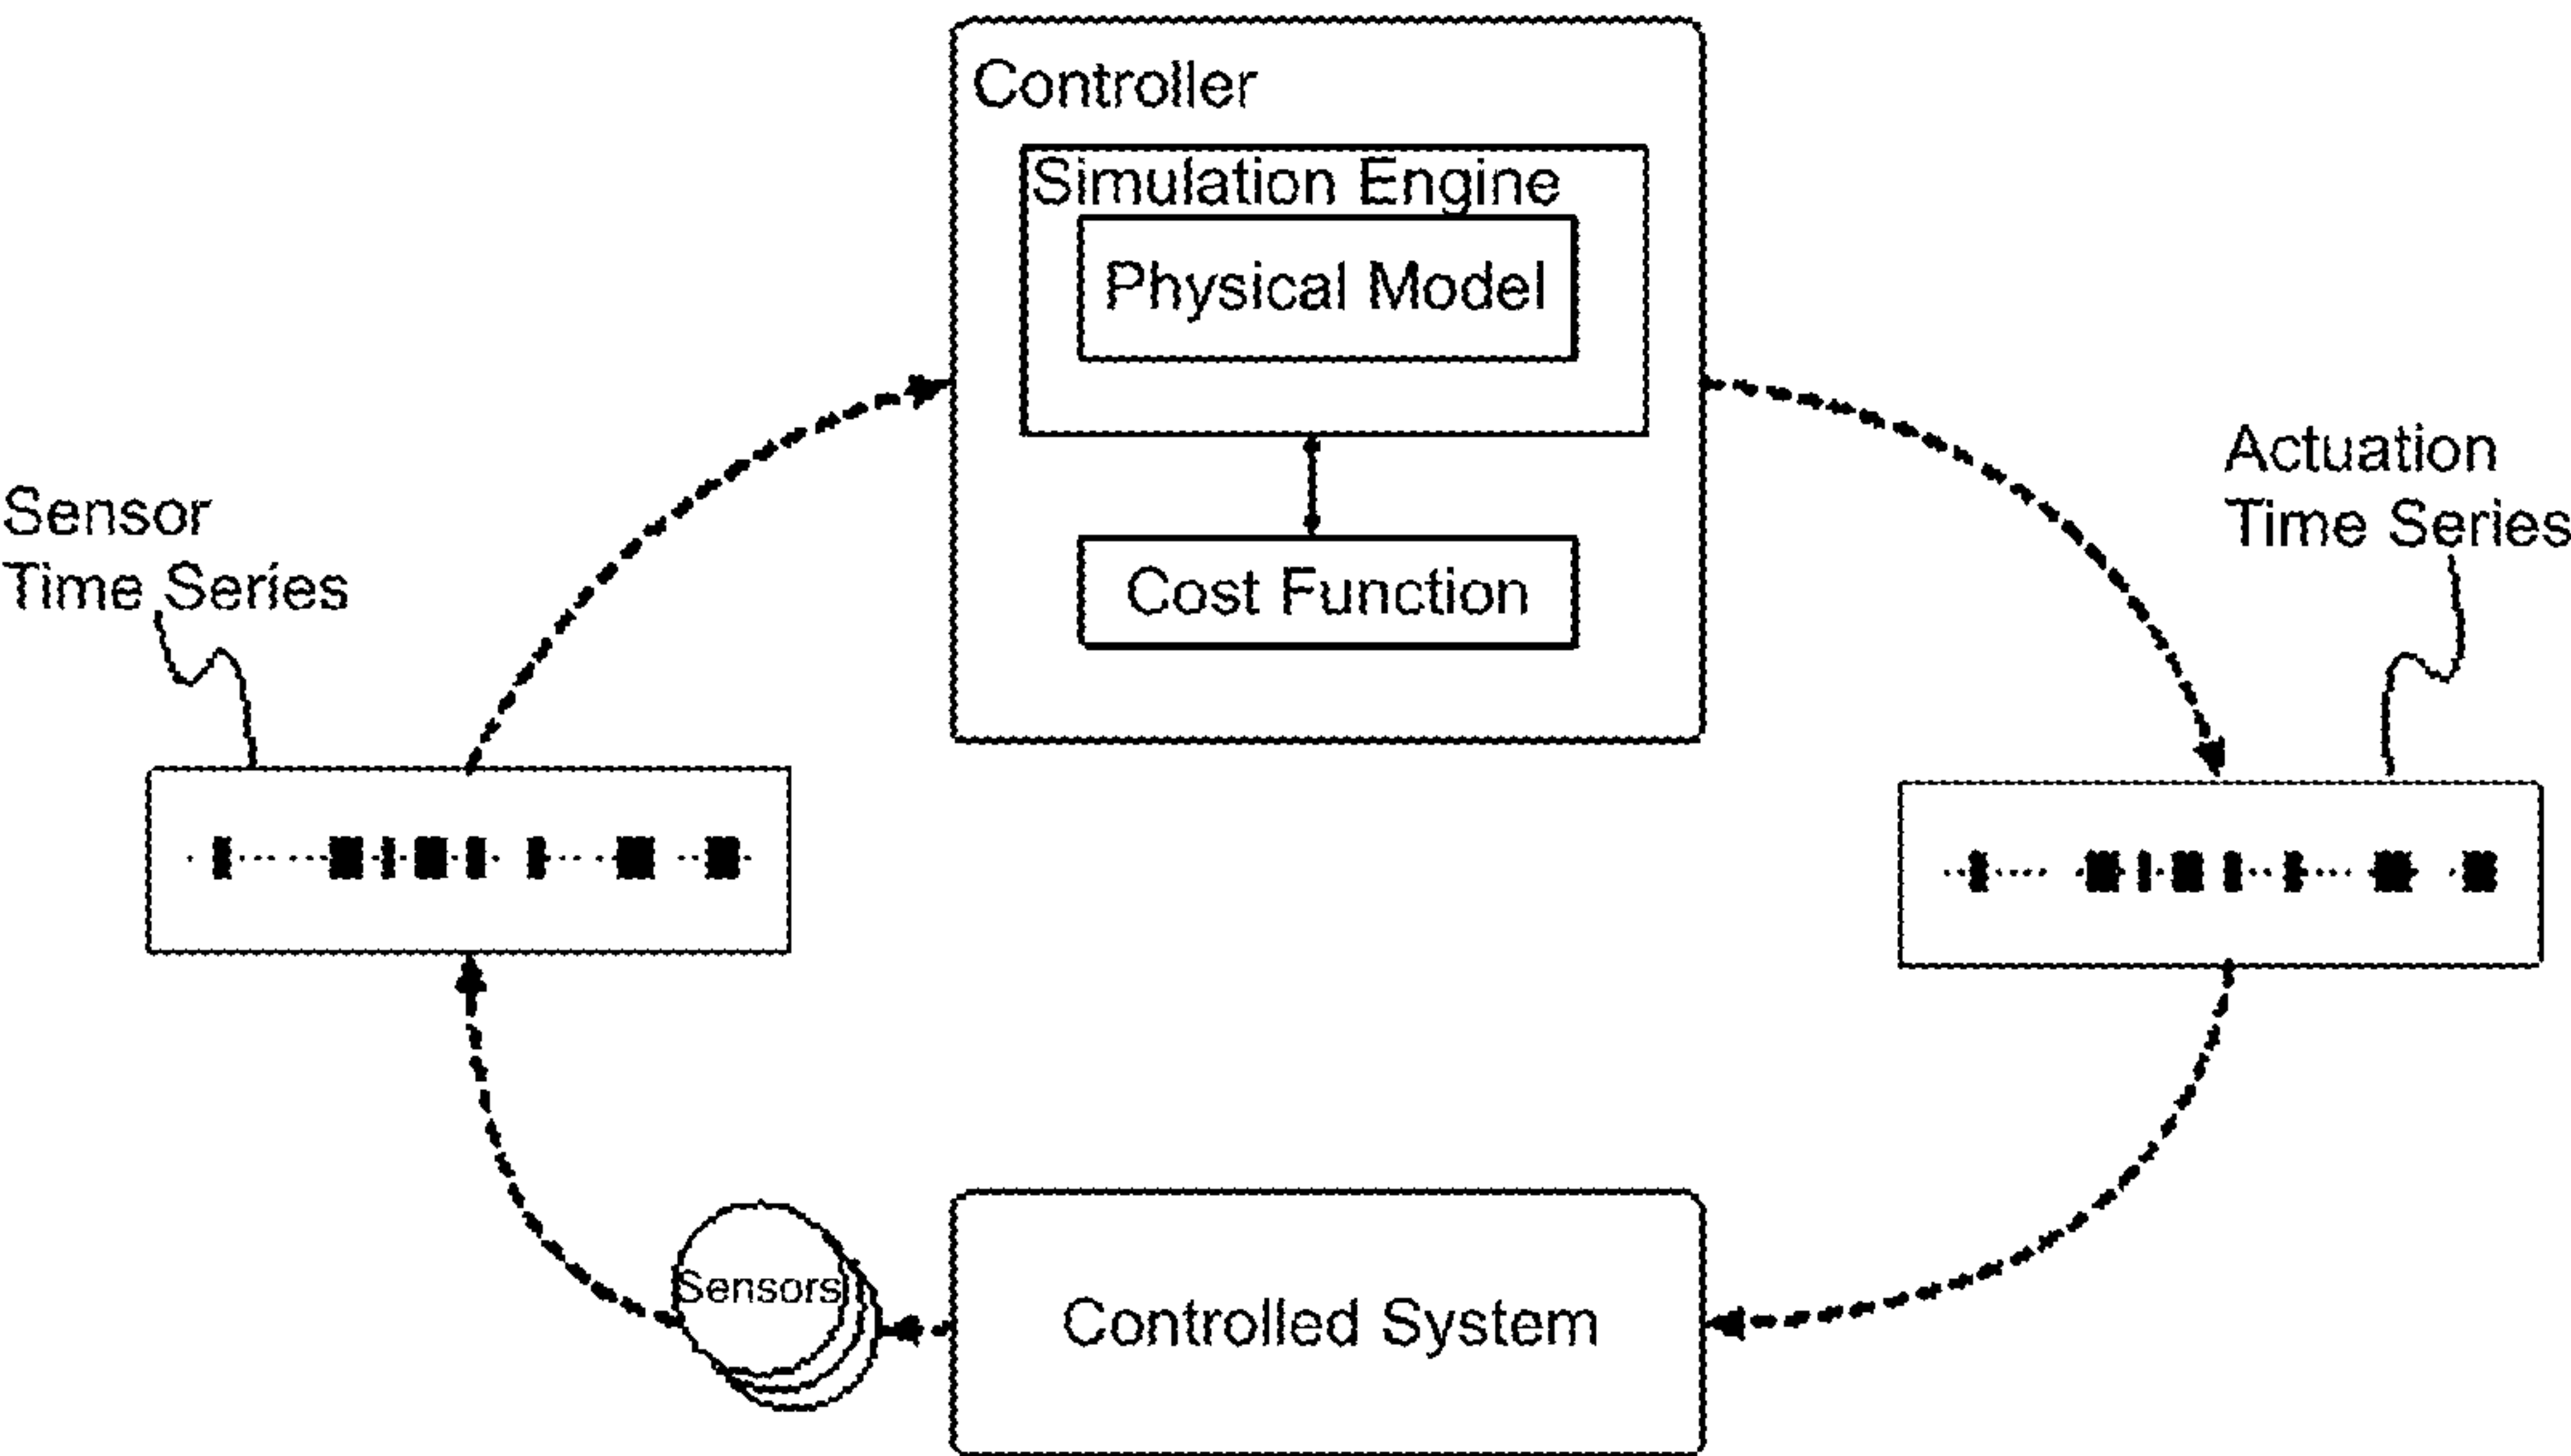 Controller
Simulation Engine
Physical Model
Cost Function
Sensor
Time Series
Actuation
Time Series
Sensors
Controlled System